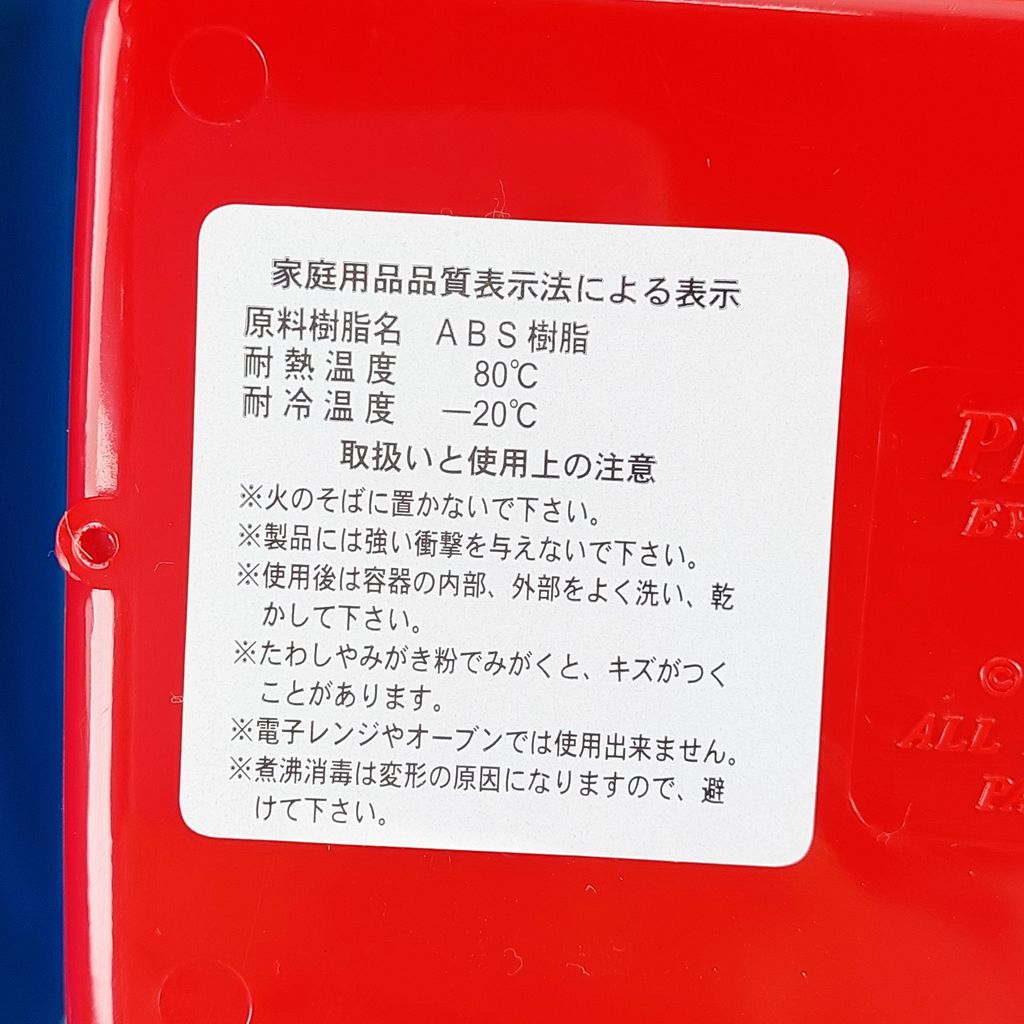 家庭用品品質表示法による表示
原料樹脂名　ＡＢＳ樹脂
耐熱温度　80℃
耐冷温度　－20℃
取扱いと使用上の注意
※火のそばに置かないで下さい。
※製品には強い衝撃を与えないで下さい。
※使用後は容器の内部、外部をよく洗い、乾
かして下さい。
※たわしやみがき粉でみがくと、キズがつく
ことがあります。
※電子レンジやオーブンでは使用出来ません。
※煮沸消毒は変形の原因になりますので、避
けて下さい。
©
ALL